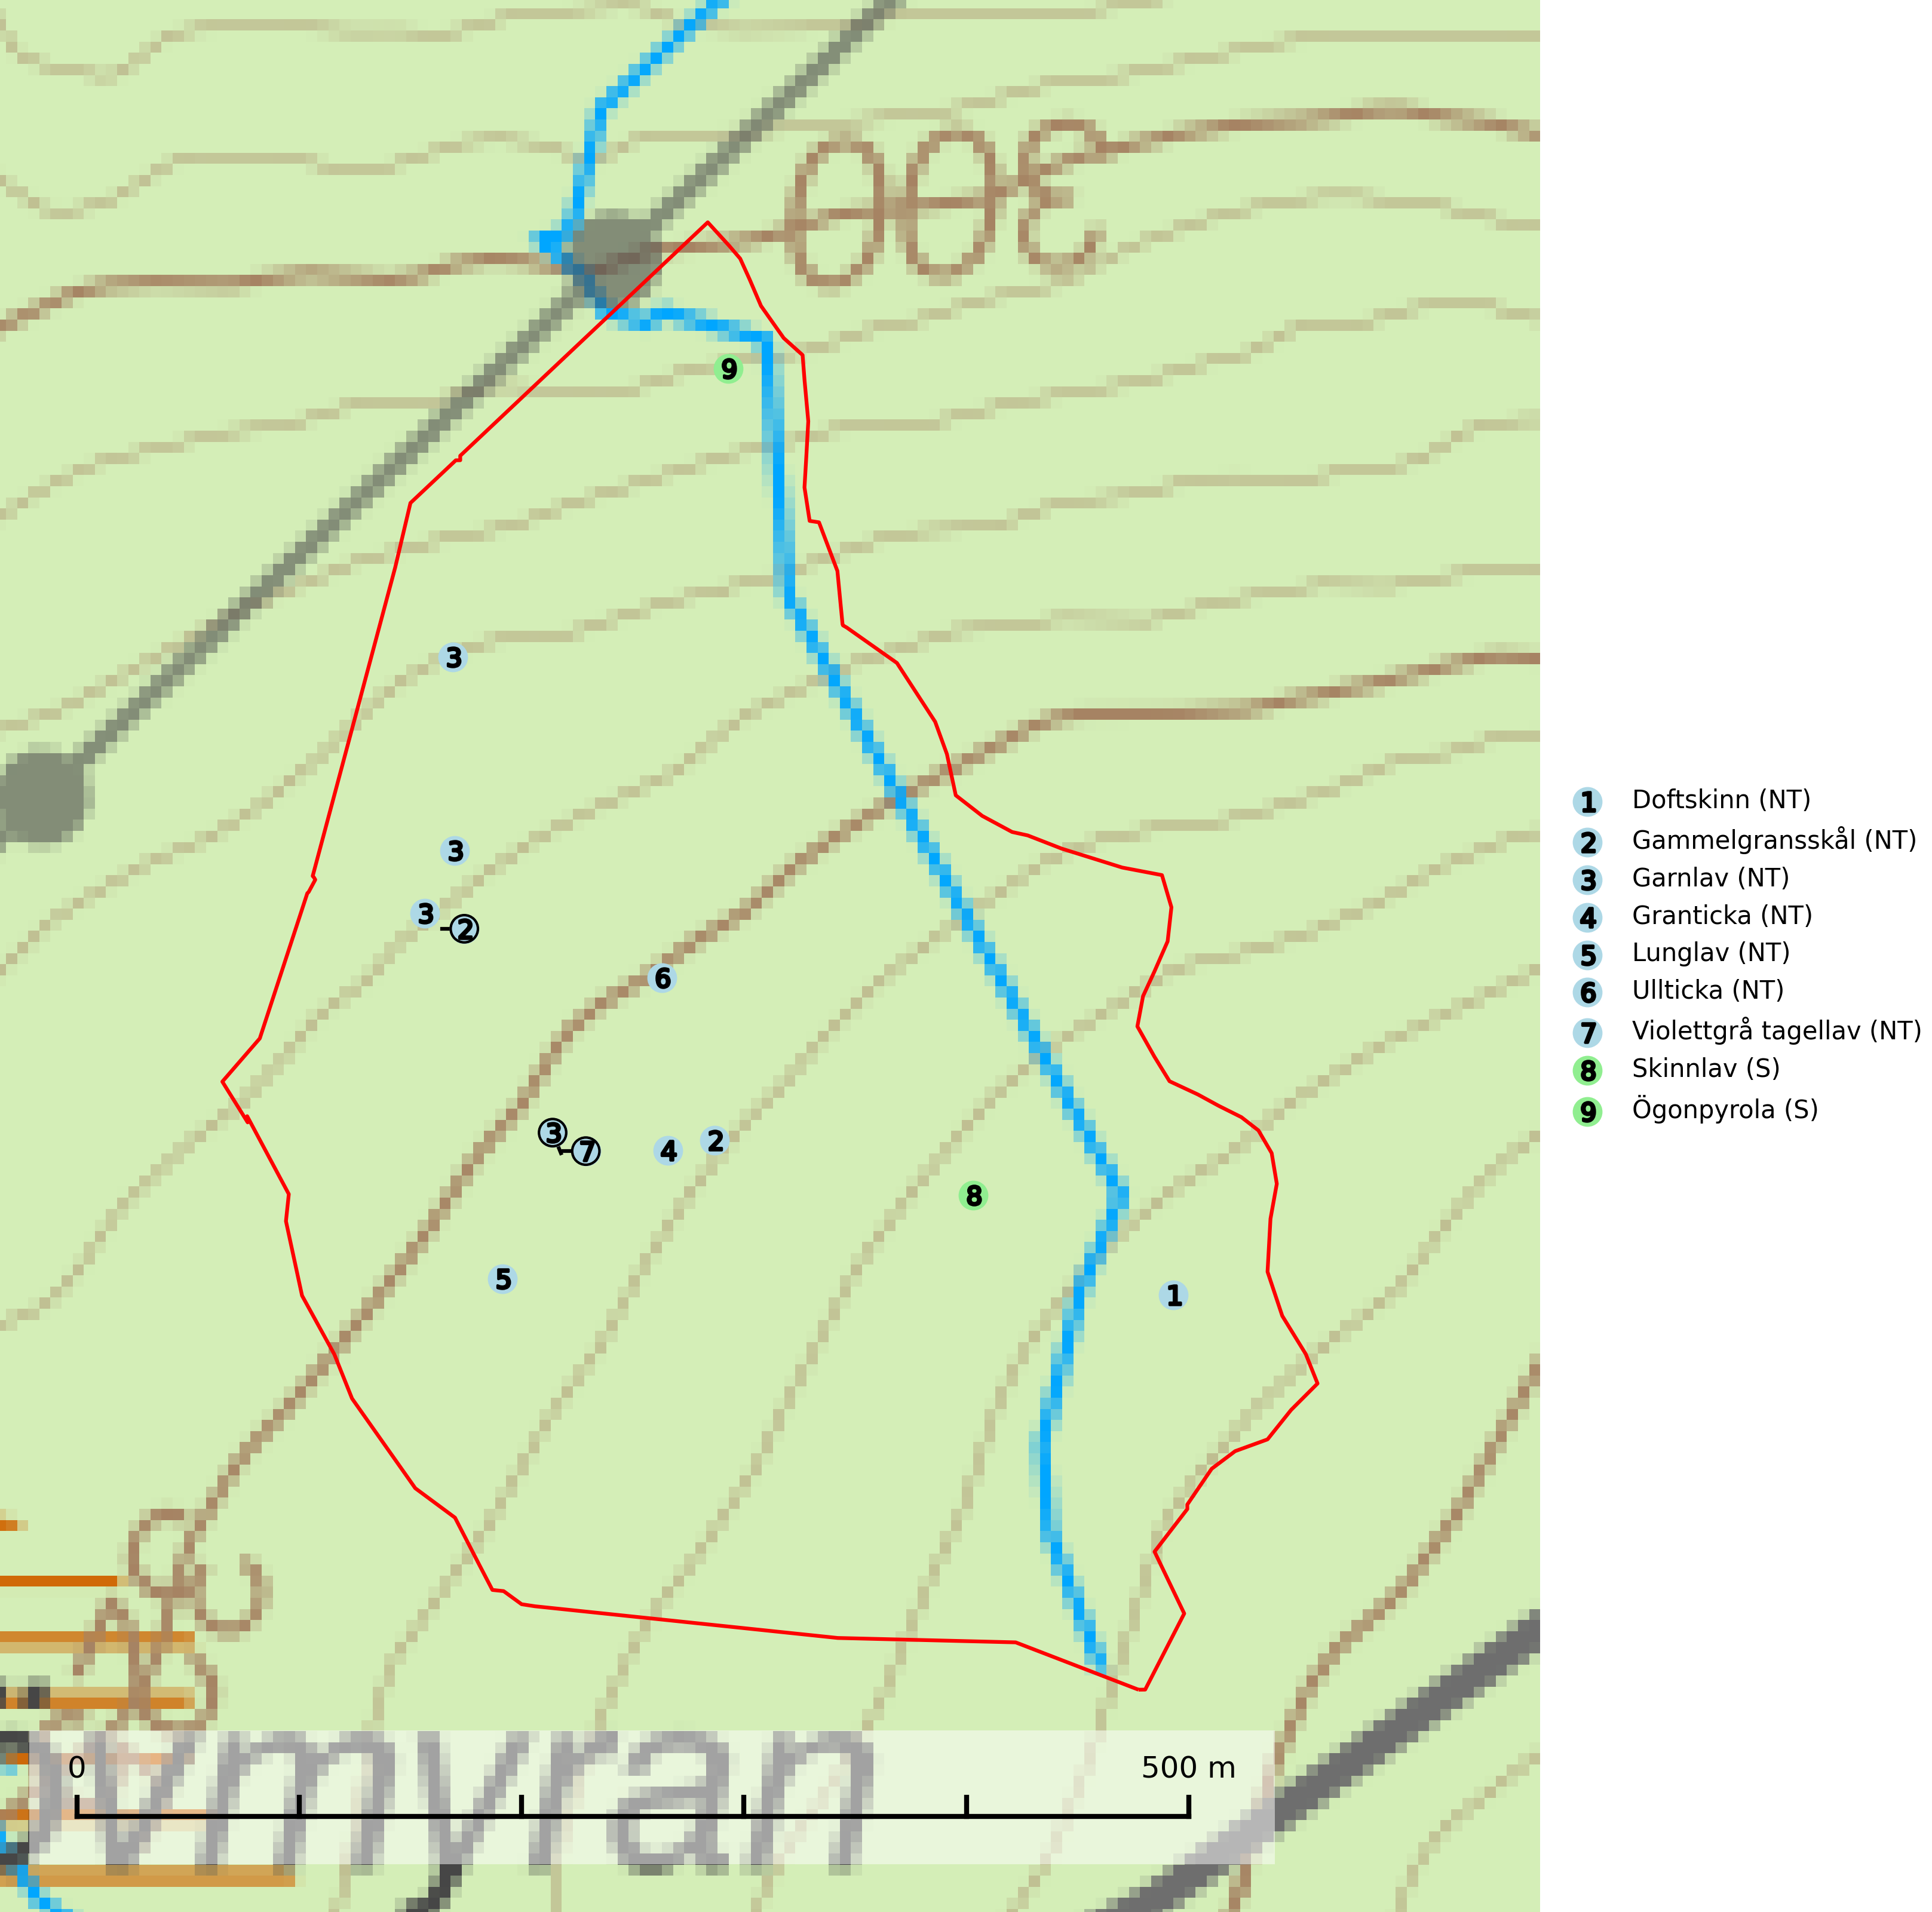 300
9
3
3
3
2
6
3
7
4
2
8
5
1
0
500 m
1 Doftskinn (NT)
2 Gammelgransskål (NT)
3 Garnlav (NT)
4 Granticka (NT)
5 Lunglav (NT)
6 Ullticka (NT)
7 Violettgrå tagellav (NT)
8 Skinnlav (S)
9 Ögonpyrola (S)